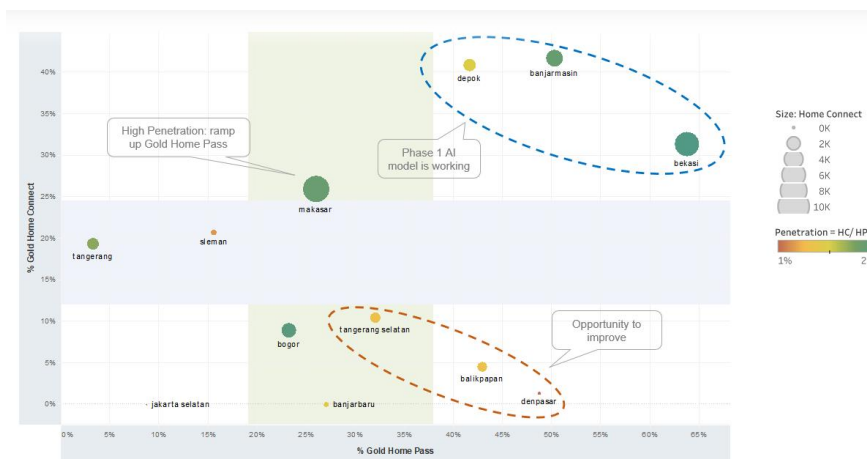 40%
depok
banjarmasin
Size: Home Connect
0K
2K
4K
6K
8K
10K
35%
High Penetration: ramp
up Gold Home Pass
30%
Phase 1 AI
model is working
bekasi
25%
makasar
% Gold Home Connect
20%
tangerang
sleman
Penetration = HC/ HP
1%
2
15%
10%
bogor
tangerang selatan
Opportunity to
improve
5%
balikpapan
0%
jakarta selatan
banjarbaru
denpasar
0%
5%
10%
15%
20%
25%
30%
35%
40%
45%
50%
55%
60%
65%
% Gold Home Pass